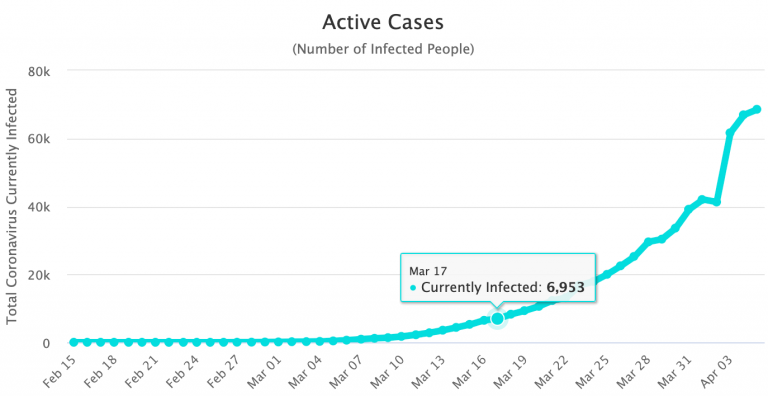 Active Cases
(Number of Infected People)
Total Coronavirus Currently Infected
80k
60k
40k
20k
0
Mar 17
● Currently Infected: 6,953
Feb 15
Feb 18
Feb 21
Feb 24
Feb 27
Mar 01
Mar 04
Mar 07
Mar 10
Mar 13
Mar 16
Mar 19
Mar 22
Mar 25
Mar 28
Mar 31
Apr 03